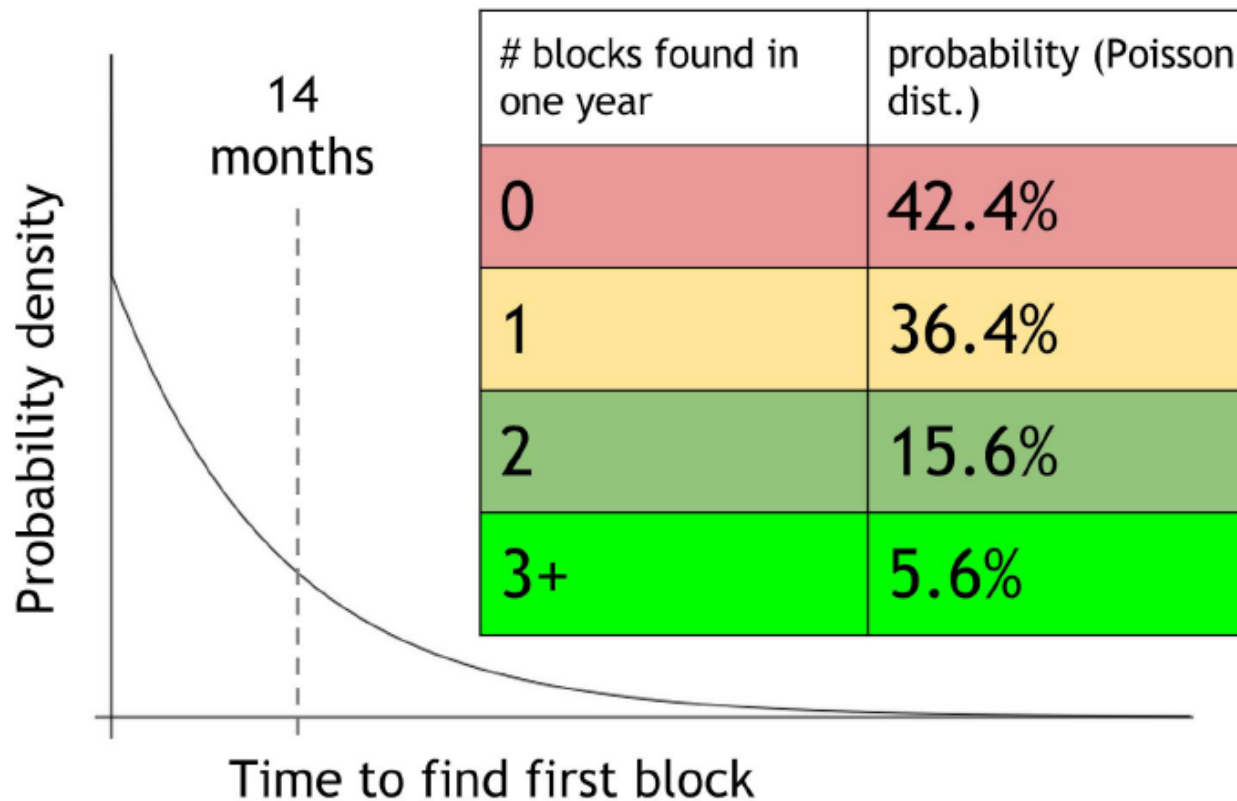 14
months
Probability density
Time to find first block
# blocks found in
one year
probability (Poisson
dist.)
0
42.4%
1
36.4%
2
15.6%
3+
5.6%